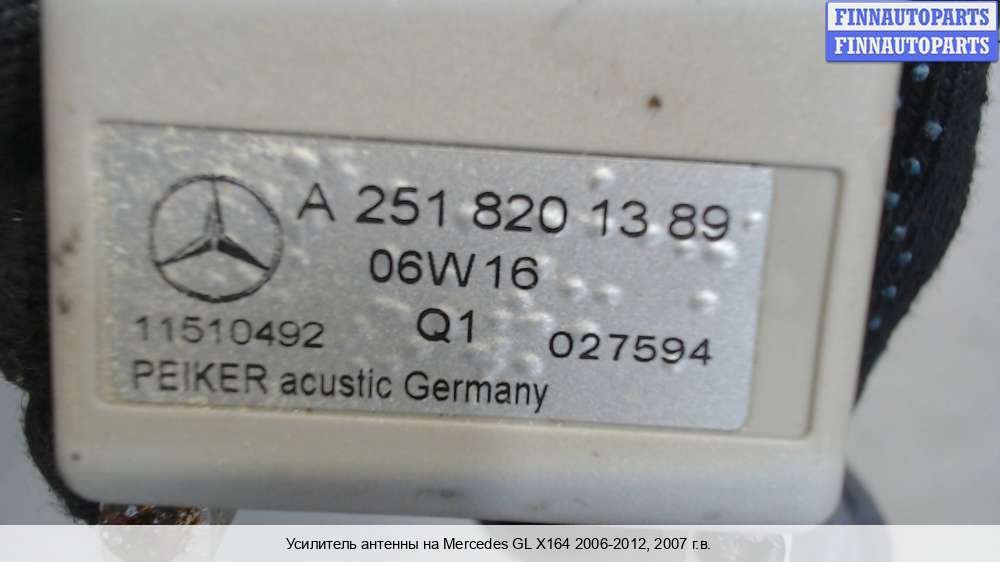 FINNAUTOPARTS
FINNAUTOPARTS
A 251 820 13 89
06W16
11510492 Q1 027594
PEIKER acustic Germany
Усилитель антенны на Mercedes GL X164 2006-2012, 2007 г.в.